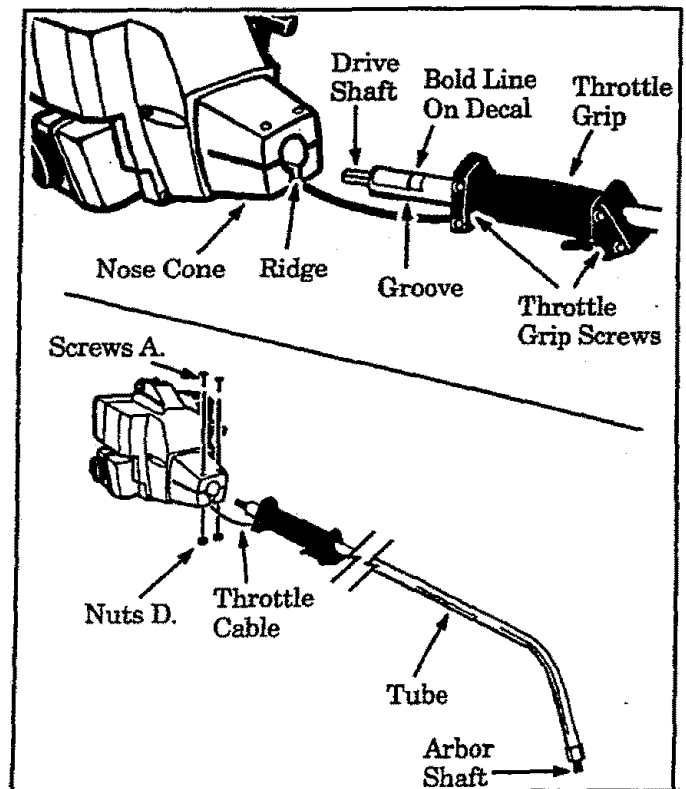 Drive
Shaft
Bold Line
On Decal
Throttle
Grip
Nose Cone
Ridge
Groove
Throttle
Grip Screws
Screws A.
Nuts D.
Throttle
Cable
Tube
Arbor
Shaft